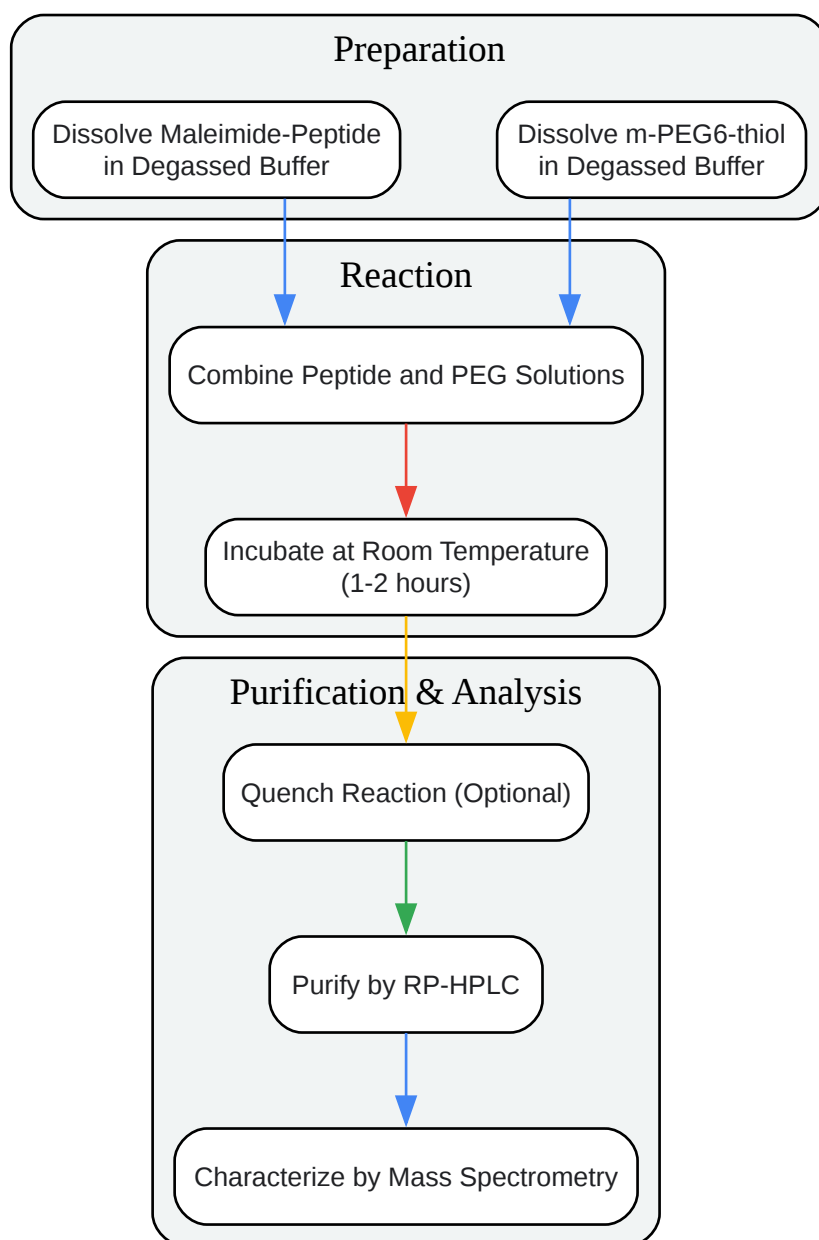 Preparation
Dissolve Maleimide-Peptide
in Degassed Buffer
Dissolve m-PEG6-thiol
in Degassed Buffer
Reaction
Combine Peptide and PEG Solutions
Incubate at Room Temperature
(1-2 hours)
Purification & Analysis
Quench Reaction (Optional)
Purify by RP-HPLC
Characterize by Mass Spectrometry